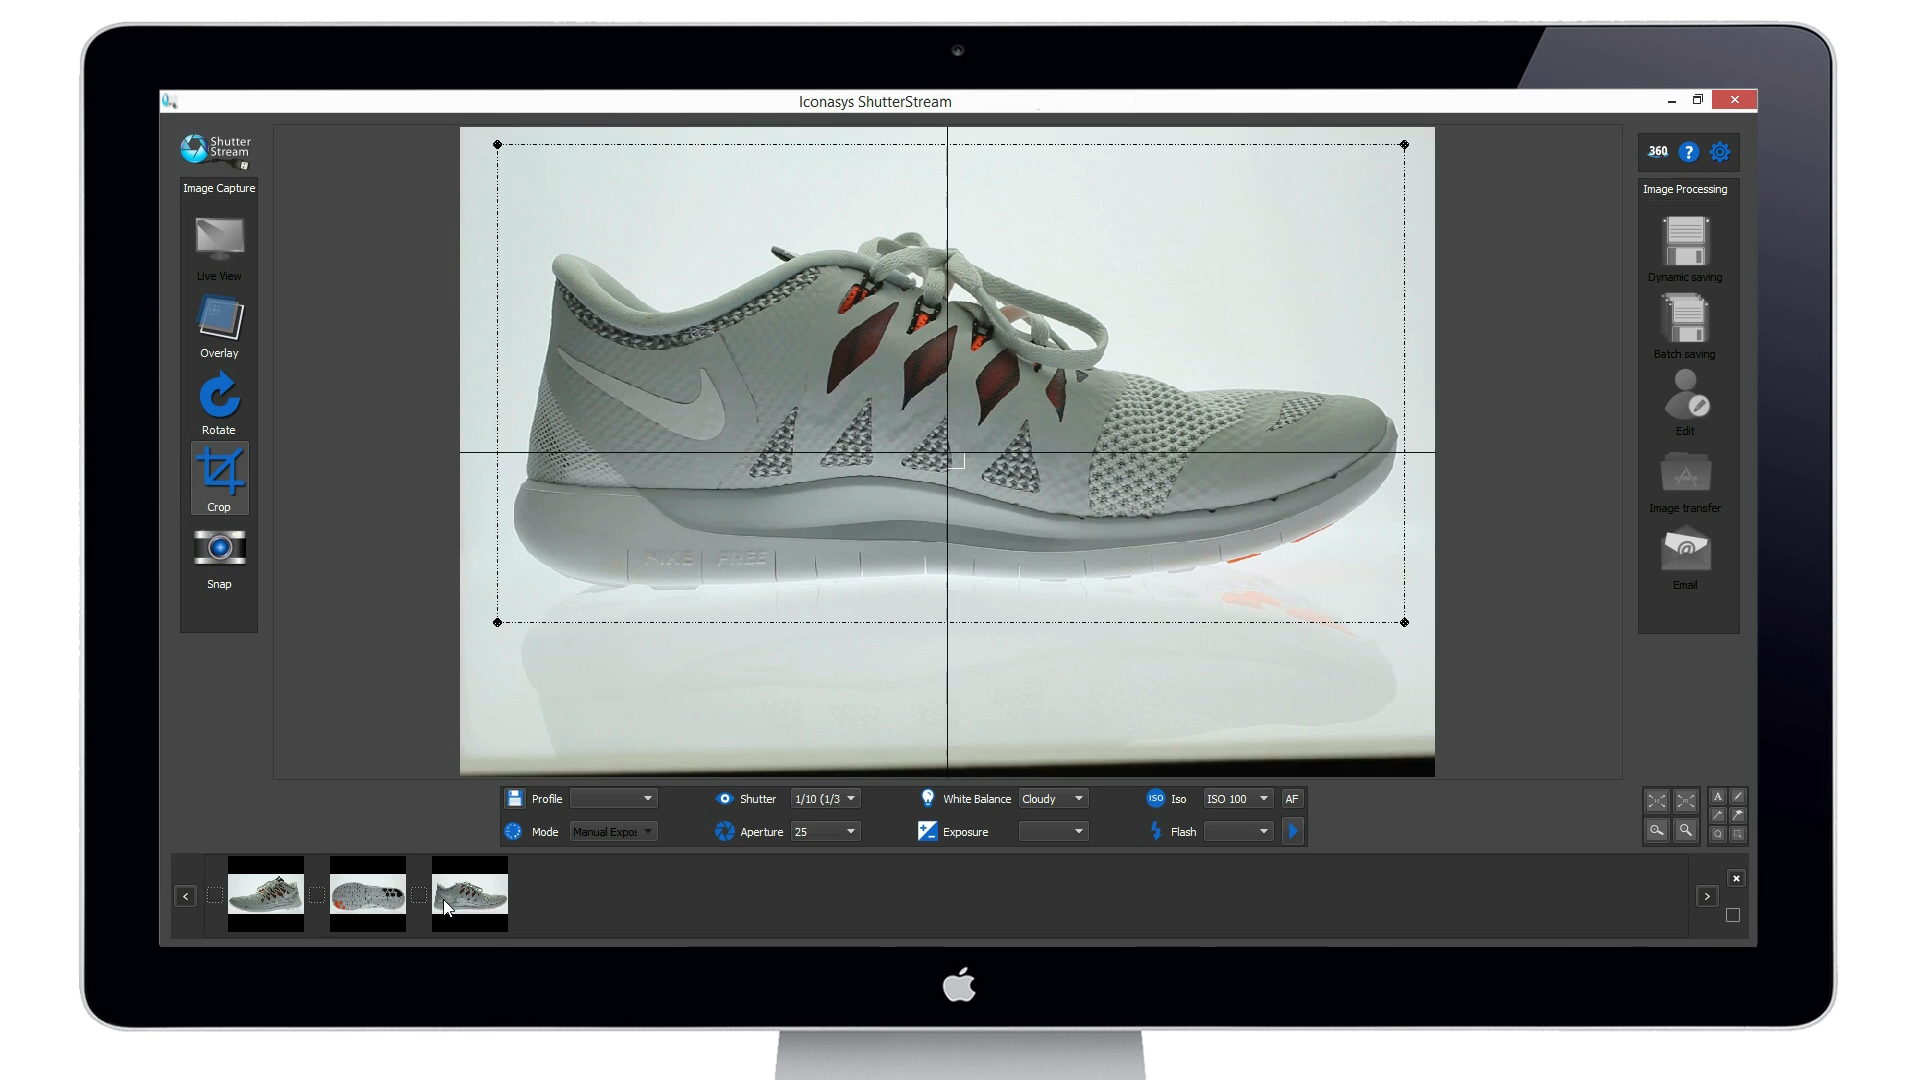 Iconasys ShutterStream
Shutter
Stream
Image Capture
Live View
Overlay
Rotate
Crop
Snap
360
?
Image Processing
Dynamic saving
Batch saving
Edit
Image transfer
Email
NIKE FREE
Profile
Shutter 1/10 (1/3
White Balance Cloudy
ISO Iso ISO 100 AF
Mode Manual Expos
Aperture 25
Exposure
Flash
A